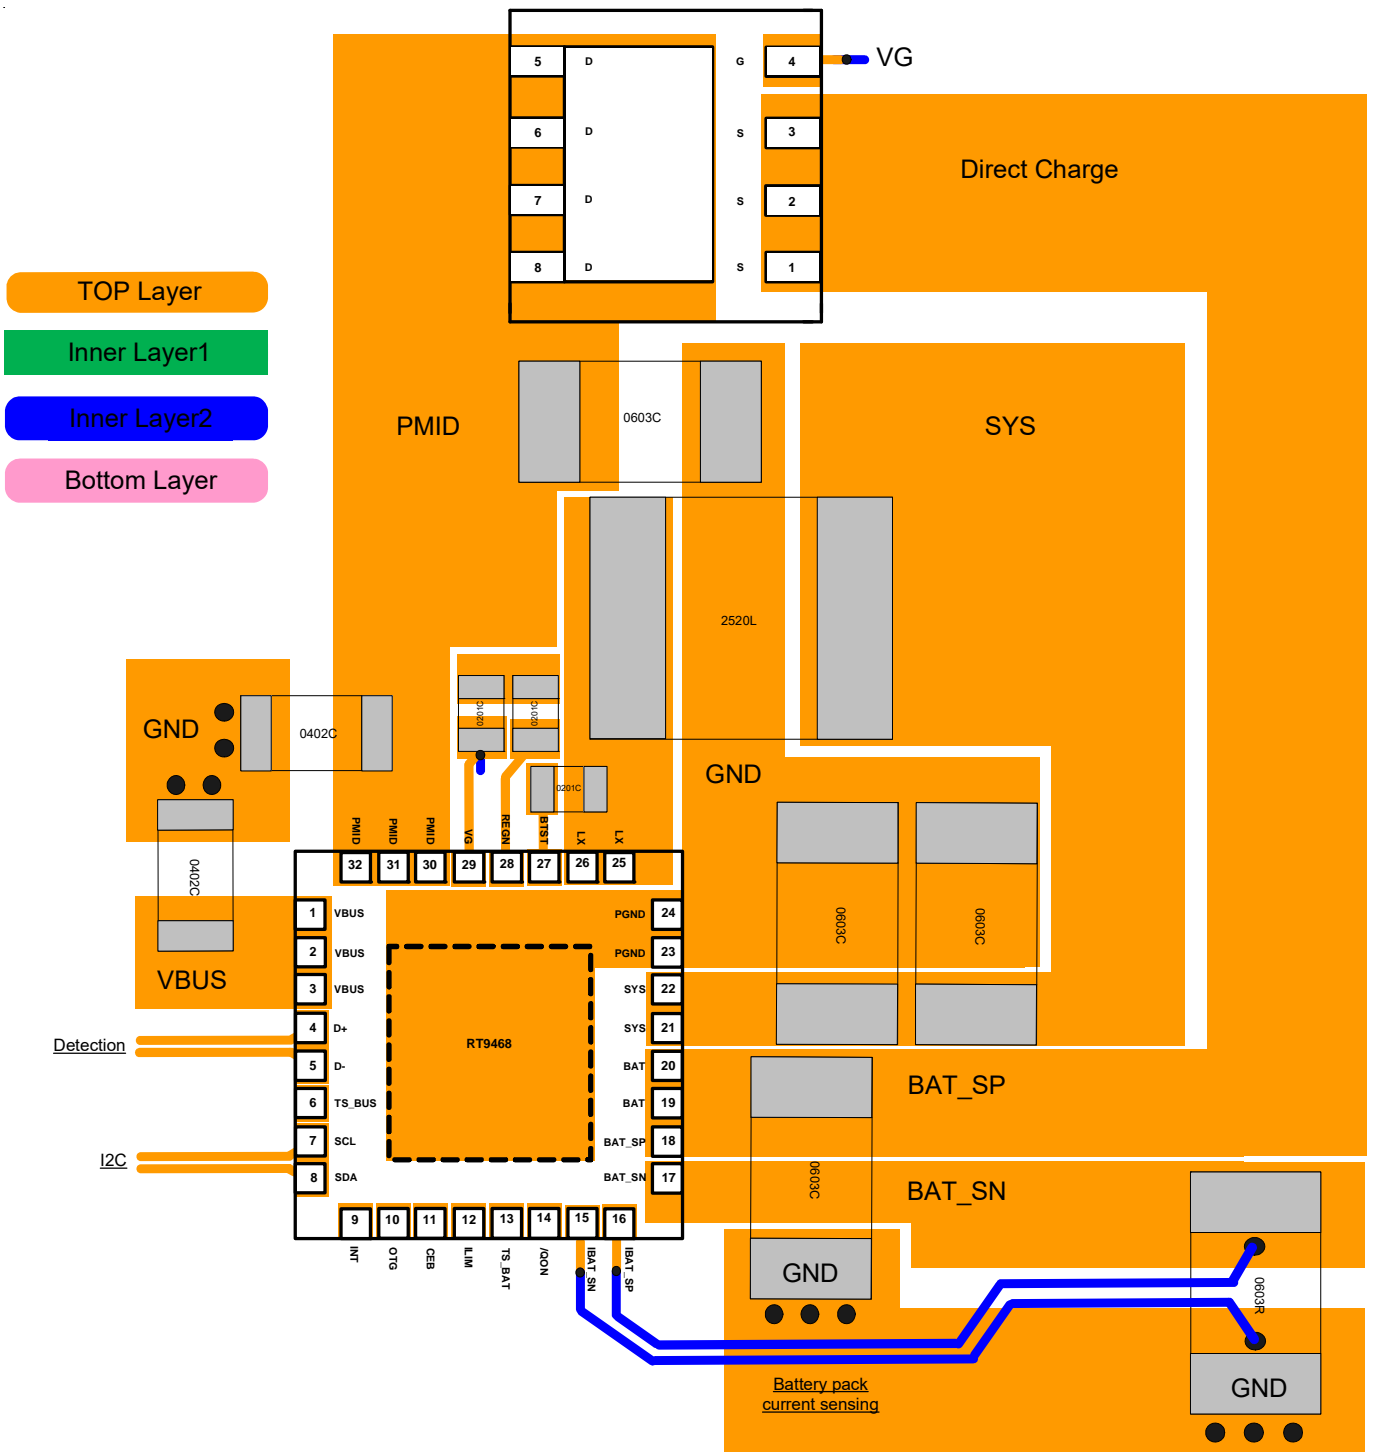 5 D G 4 VG
6 D S 3
Direct Charge
7 D S 2
8 D S 1
TOP Layer
Inner Layer1
Inner Layer2
Bottom Layer
PMID
0603C
SYS
2520L
GND
0402C
0201C
0201C
GND
0201C
0402C
PMID PMID PMID VG REGN BTST LX LX
32 31 30 29 28 27 26 25
1 VBUS PGND 24
2 VBUS PGND 23
3 VBUS SYS 22
4 D+ SYS 21
5 D- BAT 20
6 TS_BUS BAT 19
7 SCL BAT_SP 18
8 SDA BAT_SN 17
RT9468
VBUS
Detection
I2C
0603C
0603C
BAT_SP
0603C
BAT_SN
9 10 11 12 13 14 15 16
INT OTG CEB ILIM TS_BAT /QON IBAT_SN IBAT_SP
GND
0603R
GND
Battery pack
current sensing